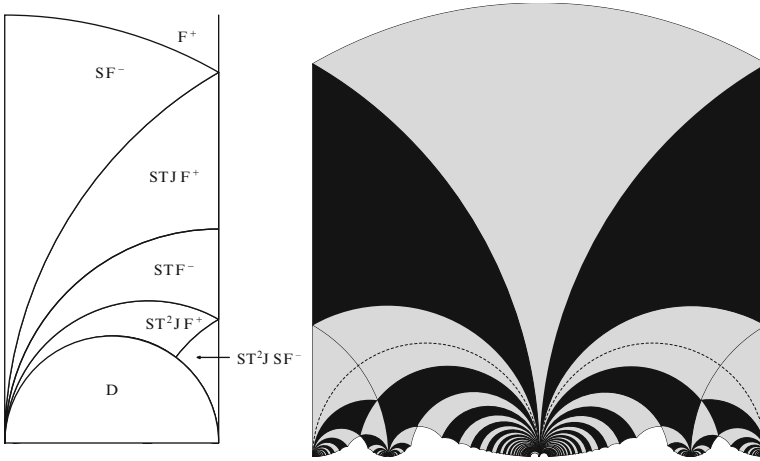 F⁺
SF⁻
STJ F⁺
STF⁻
ST²J F⁺
ST²J SF⁻
D